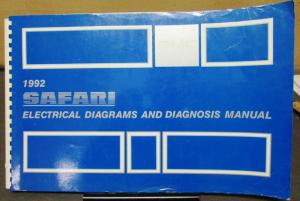 1992
SAFARI
ELECTRICAL DIAGRAMS AND DIAGNOSIS MANUAL